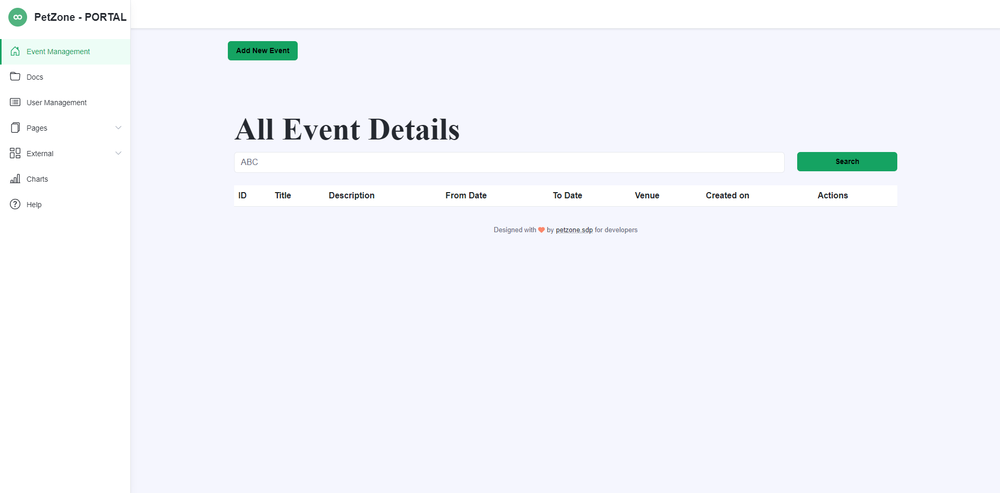 PetZone - PORTAL
Event Management
Docs
User Management
Pages
External
Charts
Help
Add New Event
All Event Details
ABC
Search
ID Title Description From Date To Date Venue Created on Actions
Designed with by petzone.sdp for developers